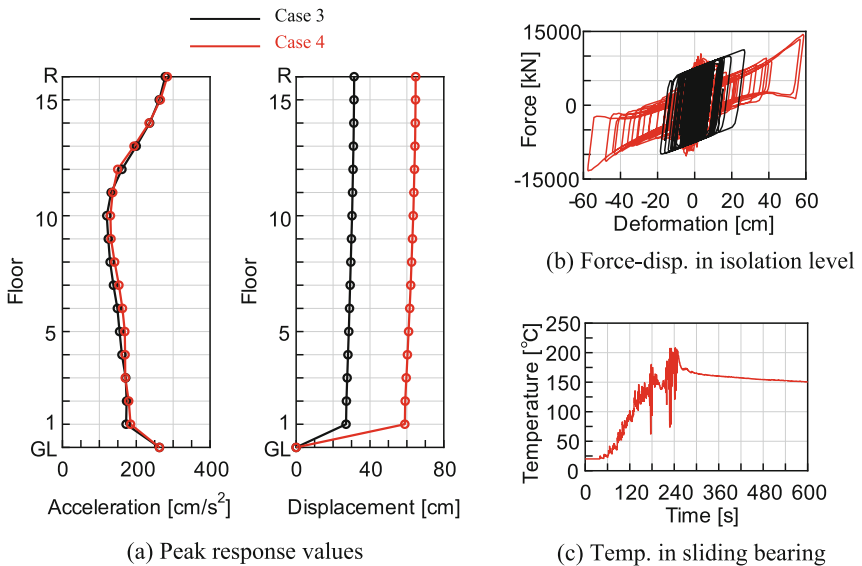 Case 3
Case 4
R
15
10
5
1
GL
Floor
0 200 400
Acceleration [cm/s²]
R
15
10
5
1
GL
Floor
0 40 80
Displacement [cm]
(a) Peak response values
15000
0
-15000
Force [kN]
-60 -40 -20 0 20 40 60
Deformation [cm]
(b) Force-disp. in isolation level
250
200
150
100
50
0
Temperature [℃]
0 120 240 360 480 600
Time [s]
(c) Temp. in sliding bearing